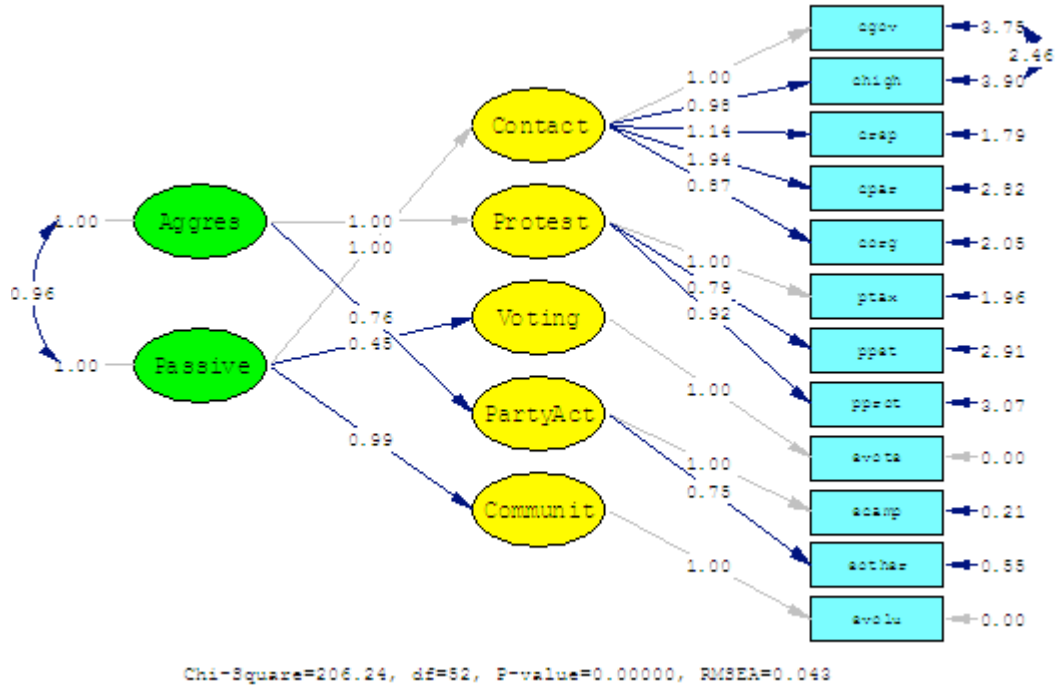 cgov
3.75
2.46
1.00
chigh
3.90
0.98
Contact
1.14
crep
1.79
1.94
cpar
2.82
0.87
1.00
Aggres
1.00
Protest
corg
2.05
1.00
1.00
0.79
ptax
1.96
0.96
0.92
0.76
Voting
0.45
ppat
2.91
1.00
Passive
1.00
pprot
3.07
PartyAct
0.99
avote
0.00
1.00
0.75
acamp
0.21
Communit
1.00
aother
0.55
avolu
0.00
Chi-Square=206.24, df=52, P-value=0.00000, RMSEA=0.043